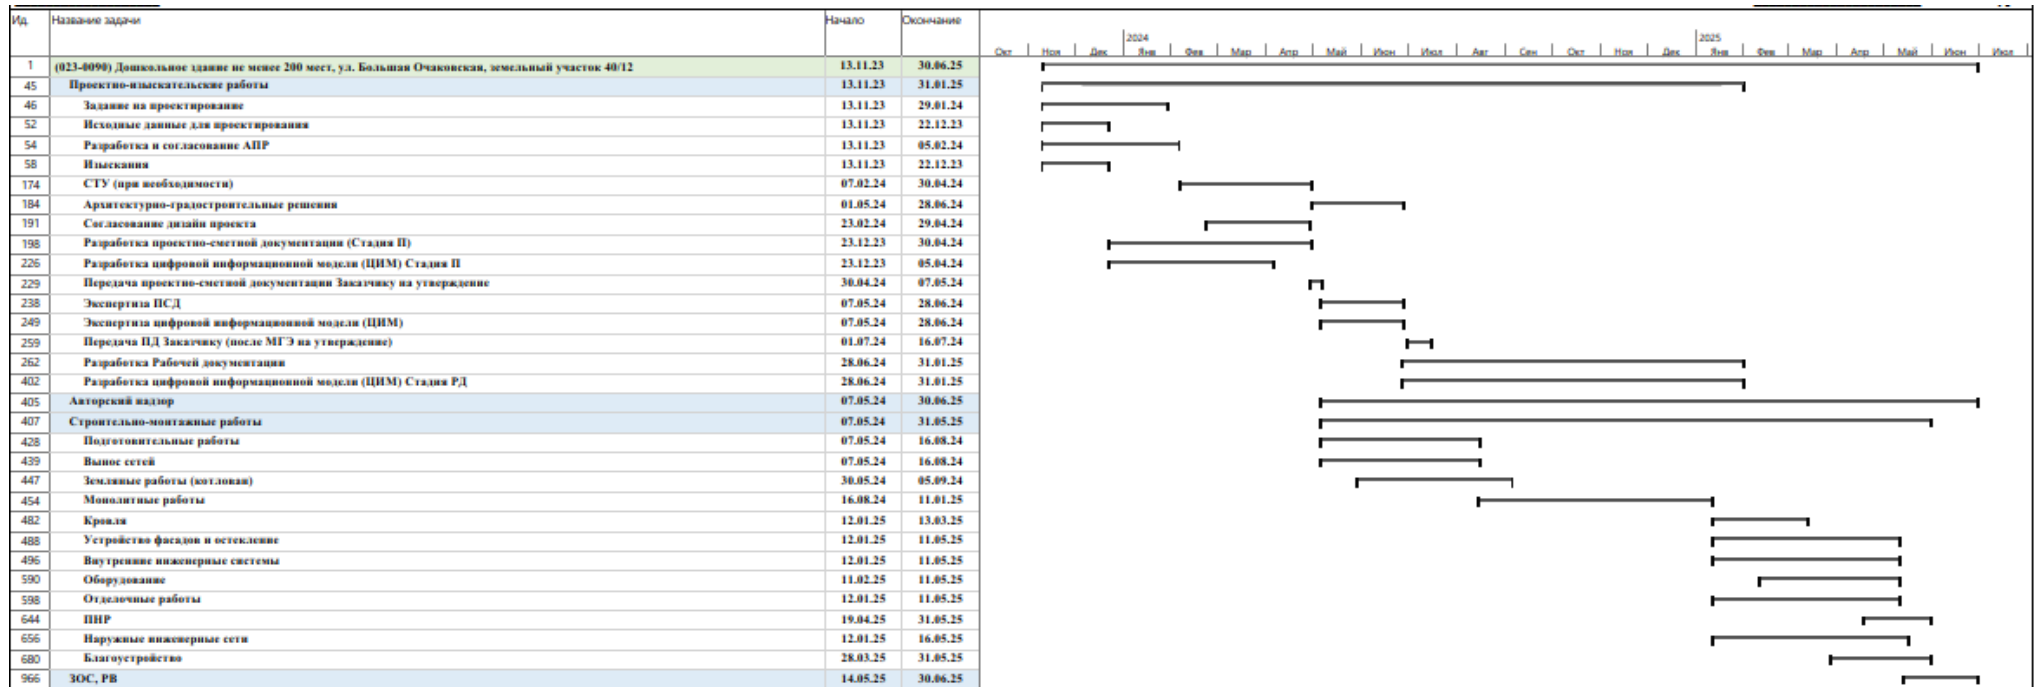 Ид. Название задачи Начало Окончание
2024 2025
Окт Ноя Дек Янв Фев Мар Апр Май Июн Июл Авг Сен Окт Ноя Дек Янв Фев Мар Апр Май Июн Июл
1 (023-0090) Дошкольное здание не менее 200 мест, ул. Большая Очаковская, земельный участок 40/12 13.11.23 30.06.25
45 Проектно-изыскательские работы 13.11.23 31.01.25
46 Задание на проектирование 13.11.23 29.01.24
52 Исходные данные для проектирования 13.11.23 22.12.23
54 Разработка и согласование АПР 13.11.23 05.02.24
58 Изыскания 13.11.23 22.12.23
174 СТУ (при необходимости) 07.02.24 30.04.24
184 Архитектурно-градостроительные решения 01.05.24 28.06.24
191 Согласование дизайн проекта 23.02.24 29.04.24
198 Разработка проектно-сметной документации (Стадия П) 23.12.23 30.04.24
226 Разработка цифровой информационной модели (ЦИМ) Стадия П 23.12.23 05.04.24
229 Передача проектно-сметной документации Заказчику на утверждение 30.04.24 07.05.24
238 Экспертиза ПСД 07.05.24 28.06.24
249 Экспертиза цифровой информационной модели (ЦИМ) 07.05.24 28.06.24
259 Передача ПД Заказчику (после МГЭ на утверждение) 01.07.24 16.07.24
262 Разработка Рабочей документации 28.06.24 31.01.25
402 Разработка цифровой информационной модели (ЦИМ) Стадия РД 28.06.24 31.01.25
405 Авторский надзор 07.05.24 30.06.25
407 Строительно-монтажные работы 07.05.24 31.05.25
428 Подготовительные работы 07.05.24 16.08.24
439 Вынос сетей 07.05.24 16.08.24
447 Земляные работы (котлован) 30.05.24 05.09.24
454 Монолитные работы 16.08.24 11.01.25
482 Кровля 12.01.25 13.03.25
488 Устройство фасадов и остекление 12.01.25 11.05.25
496 Внутренние инженерные системы 12.01.25 11.05.25
590 Оборудование 11.02.25 11.05.25
598 Отделочные работы 12.01.25 11.05.25
644 ПНР 19.04.25 31.05.25
656 Наружные инженерные сети 12.01.25 16.05.25
680 Благоустройство 28.03.25 31.05.25
966 ЗОС, РВ 14.05.25 30.06.25